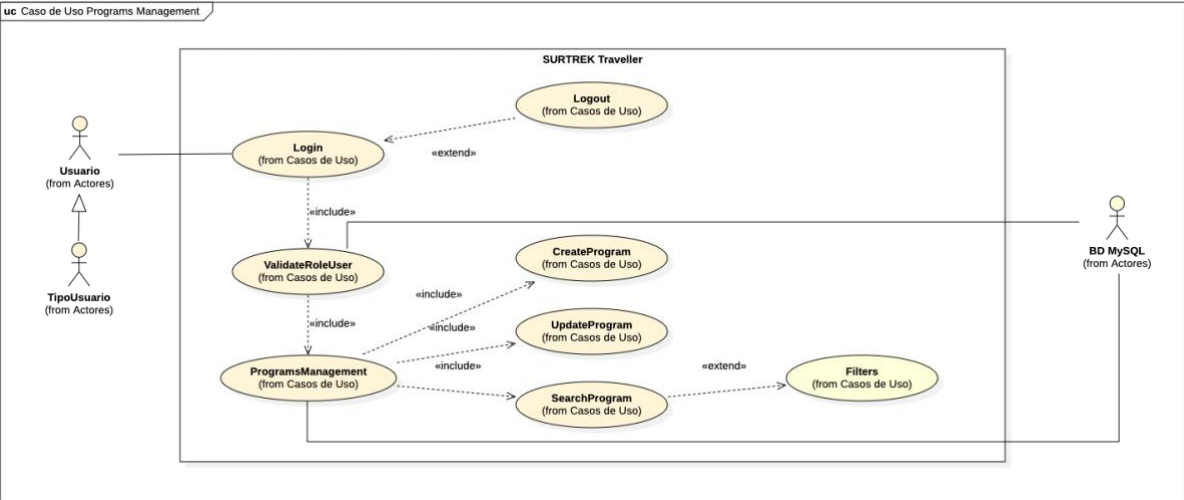 uc Caso de Uso Programs Management
SURTREK Traveller
Logout
(from Casos de Uso)
Login
(from Casos de Uso)
«extend»
Usuario
(from Actores)
«include»
BD MySQL
(from Actores)
CreateProgram
(from Casos de Uso)
ValidateRoleUser
(from Casos de Uso)
TipoUsuario
(from Actores)
«include»
«include»
«include»
UpdateProgram
(from Casos de Uso)
«include»
«extend»
ProgramsManagement
(from Casos de Uso)
Filters
(from Casos de Uso)
SearchProgram
(from Casos de Uso)